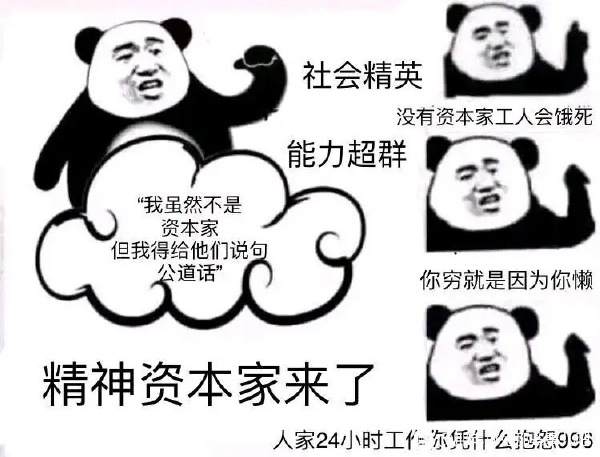 社会精英
没有资本家工人会饿死
能力超群
“我虽然不是
资本家
但我得给他们说句
公道话”
你穷就是因为你懒
精神资本家来了
人家24小时工作你凭什么抱怨996